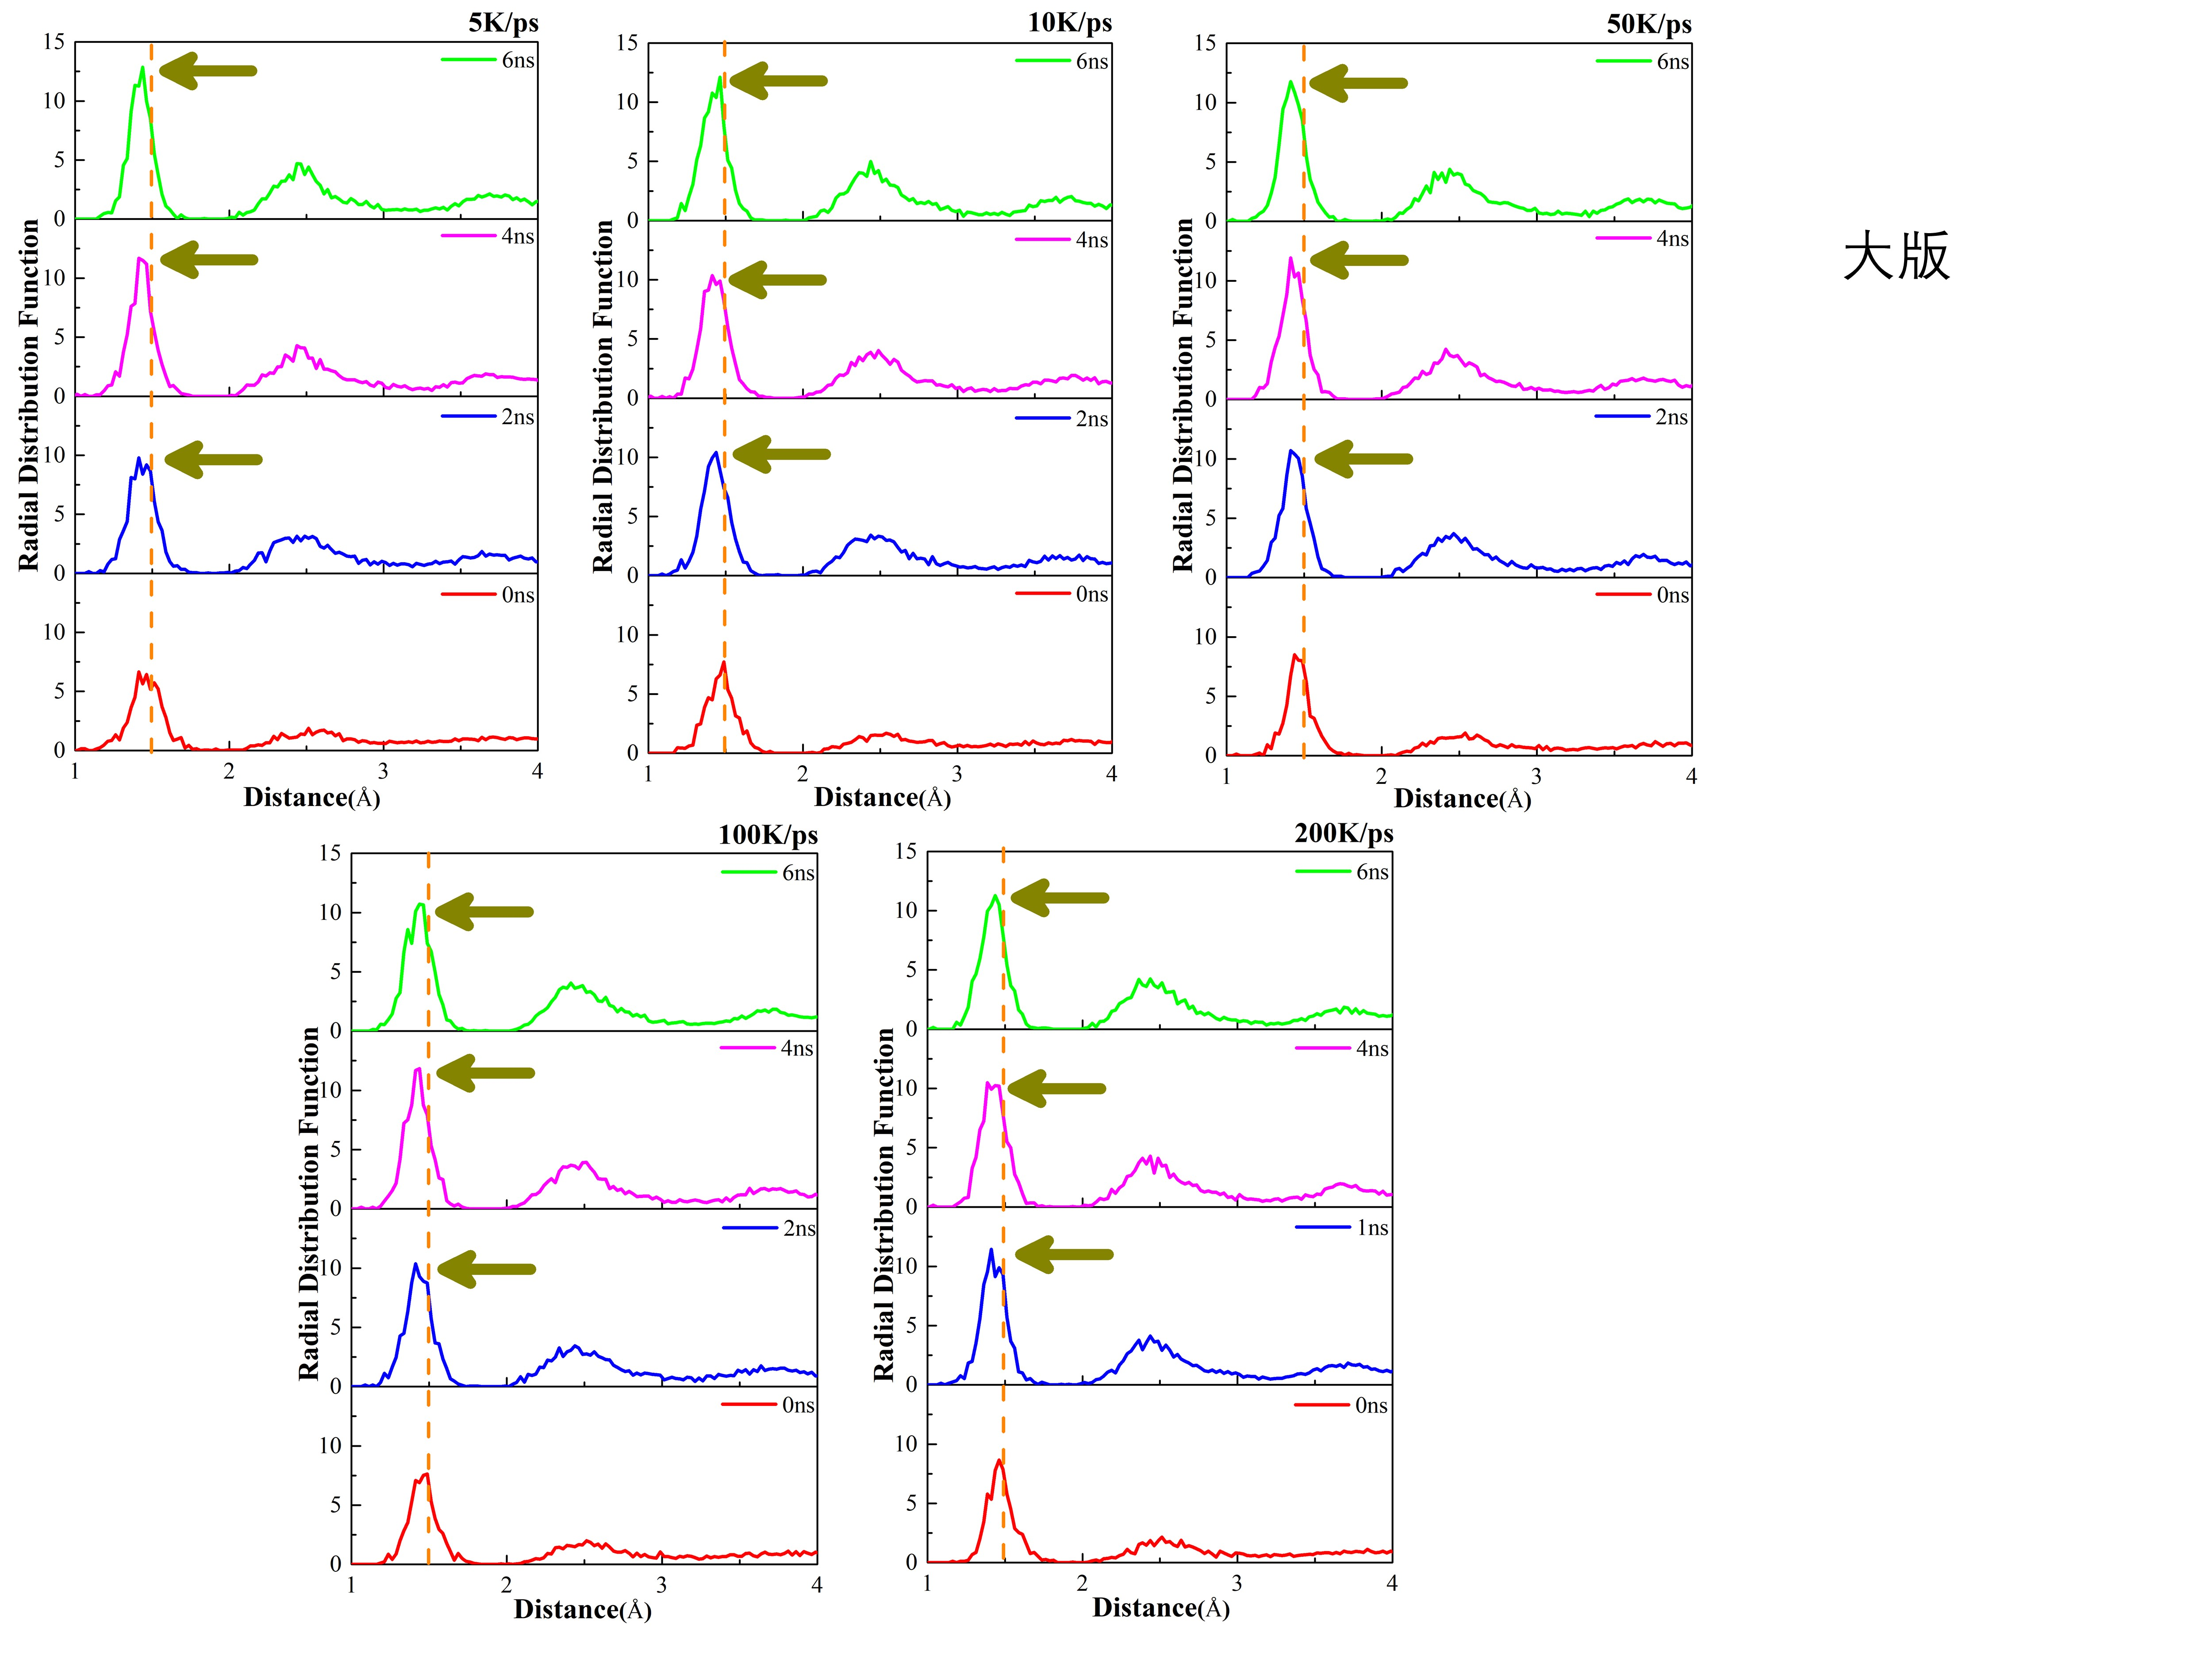 5K/ps
15
10
5
0
6ns
10
5
0
4ns
10
5
0
2ns
10
5
0
0ns
1 2 3 4
Radial Distribution Function
Distance(Å)
10K/ps
15
10
5
0
6ns
10
5
0
4ns
10
5
0
2ns
10
5
0
0ns
1 2 3 4
Radial Distribution Function
Distance(Å)
50K/ps
15
10
5
0
6ns
10
5
0
4ns
10
5
0
2ns
10
5
0
0ns
1 2 3 4
Radial Distribution Function
Distance(Å)
大版
100K/ps
15
10
5
0
6ns
10
5
0
4ns
10
5
0
2ns
10
5
0
0ns
1 2 3 4
Radial Distribution Function
Distance(Å)
200K/ps
15
10
5
0
6ns
10
5
0
4ns
10
5
0
1ns
10
5
0
0ns
1 2 3 4
Radial Distribution Function
Distance(Å)